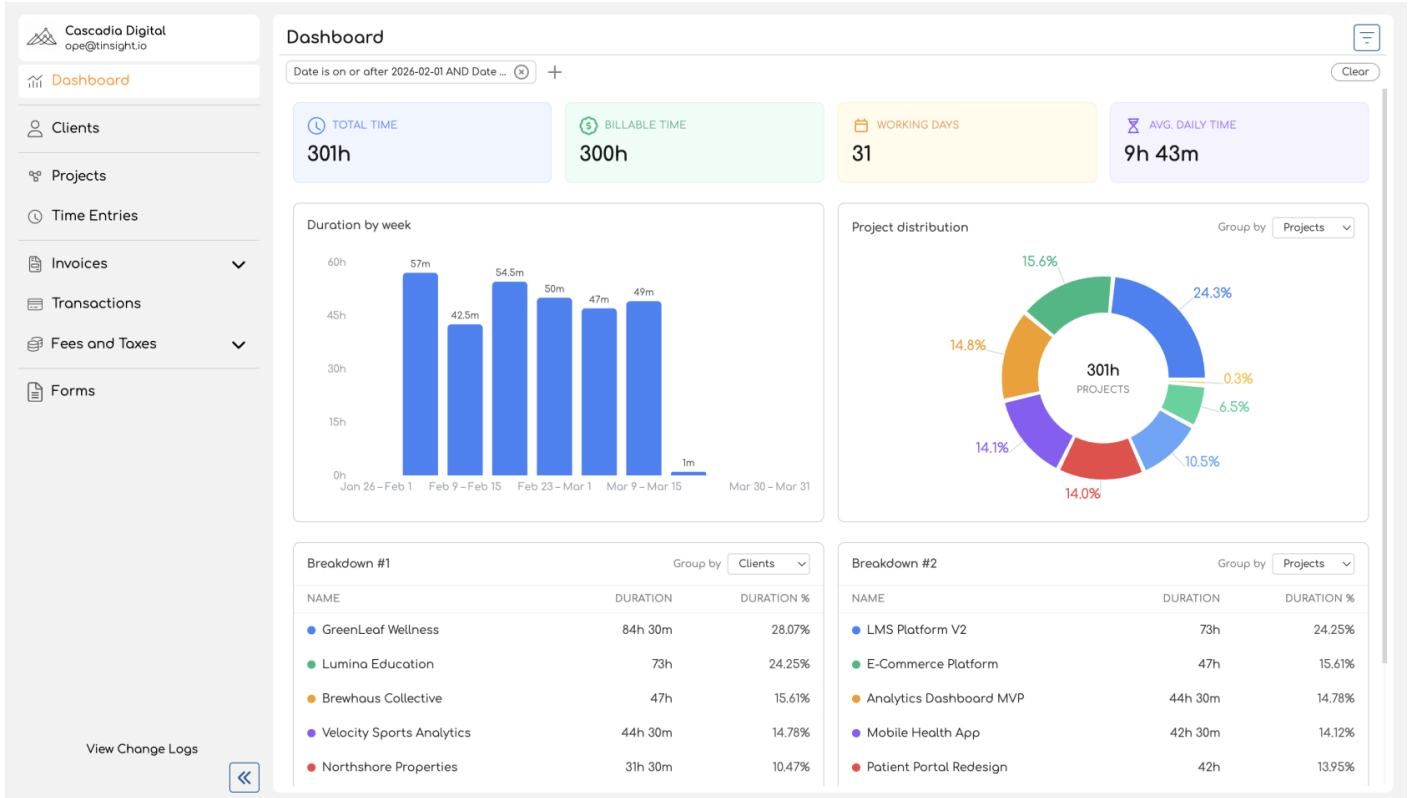 Cascadia Digital
ope@tinsight.io
Dashboard
Clients
Projects
Time Entries
Invoices
Transactions
Fees and Taxes
Forms
View Change Logs
Dashboard
Date is on or after 2026-02-01 AND Date ...
Clear
TOTAL TIME
301h
BILLABLE TIME
300h
WORKING DAYS
31
AVG. DAILY TIME
9h 43m
Duration by week
60h
45h
30h
15h
0h
57m
42.5m
54.5m
50m
47m
49m
1m
Jan 26 – Feb 1 Feb 9 – Feb 15 Feb 23 – Mar 1 Mar 9 – Mar 15 Mar 30 – Mar 31
Project distribution
Group by Projects
15.6%
24.3%
14.8%
0.3%
6.5%
14.1%
10.5%
14.0%
301h
PROJECTS
Breakdown #1
Group by Clients
NAME DURATION DURATION %
GreenLeaf Wellness 84h 30m 28.07%
Lumina Education 73h 24.25%
Brewhaus Collective 47h 15.61%
Velocity Sports Analytics 44h 30m 14.78%
Northshore Properties 31h 30m 10.47%
Breakdown #2
Group by Projects
NAME DURATION DURATION %
LMS Platform V2 73h 24.25%
E-Commerce Platform 47h 15.61%
Analytics Dashboard MVP 44h 30m 14.78%
Mobile Health App 42h 30m 14.12%
Patient Portal Redesign 42h 13.95%